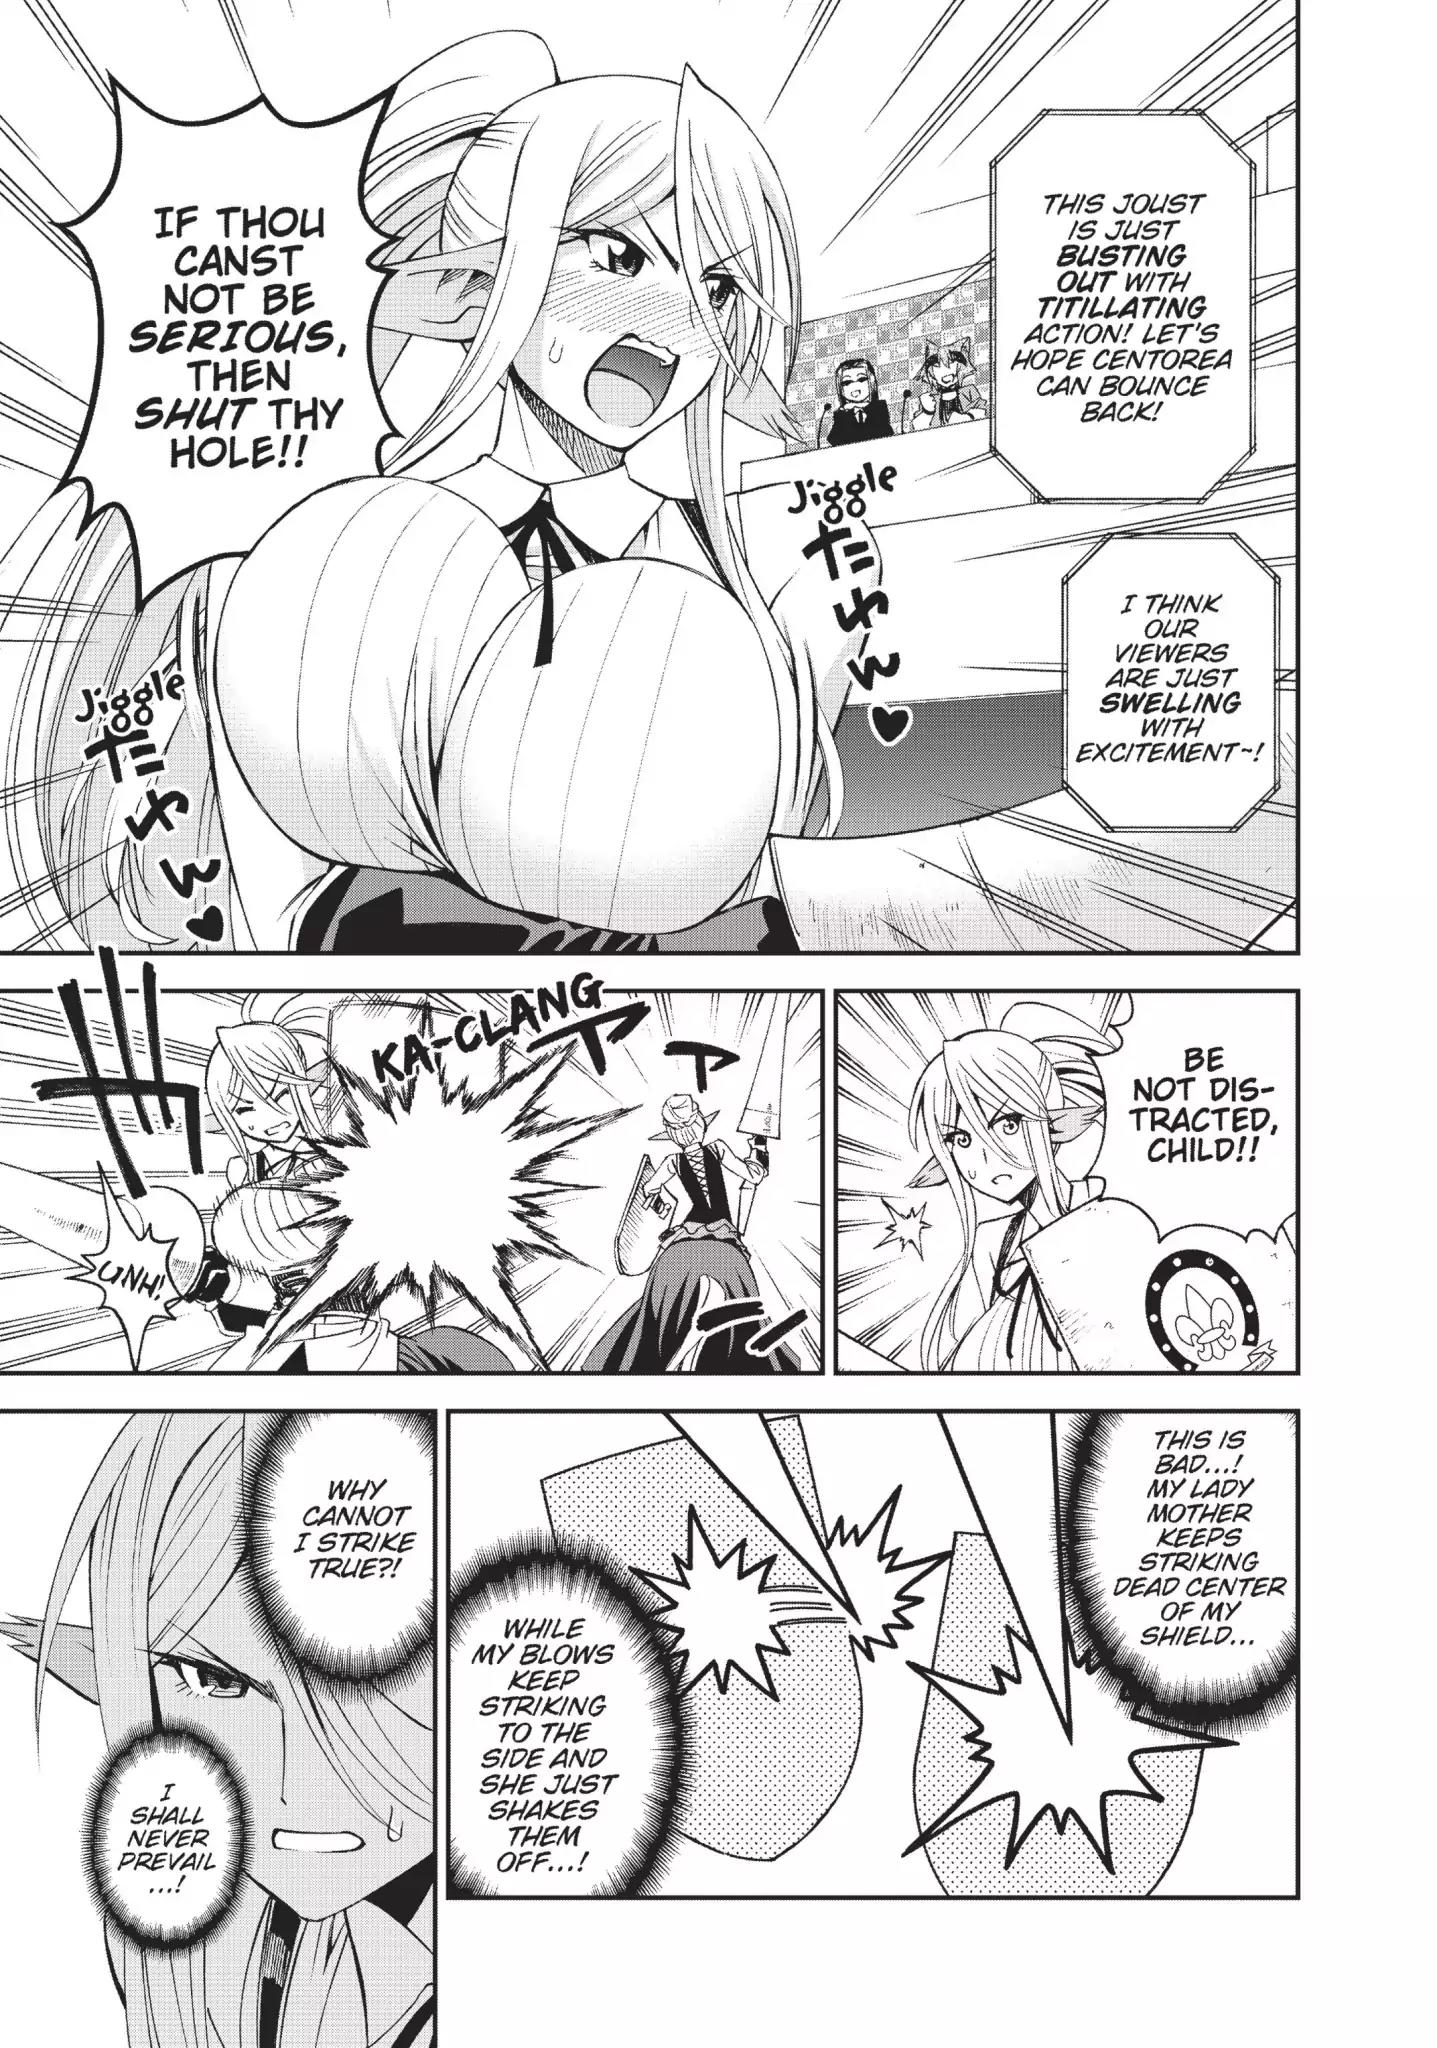 THIS JOUST
IS JUST
BUSTING
OUT WITH
TITILLATING
ACTION! LET'S
HOPE CENTOREA
CAN BOUNCE
BACK!
I THINK
OUR
VIEWERS
ARE JUST
SWELLING
WITH
EXCITEMENT~!
IF THOU
CANST
NOT BE
SERIOUS,
THEN
SHUT THY
HOLE!!
Jiggle
たゆん♥
Jiggle
たゆん♥
BE
NOT DIS-
TRACTED,
CHILD!!
KA-CLANG
UNH!
THIS IS
BAD...!
MY LADY
MOTHER
KEEPS
STRIKING
DEAD CENTER
OF MY
SHIELD...
WHILE
MY BLOWS
KEEP
STRIKING
TO THE
SIDE AND
SHE JUST
SHAKES
THEM
OFF...!
WHY
CANNOT
I STRIKE
TRUE?!
I
SHALL
NEVER
PREVAIL
...!